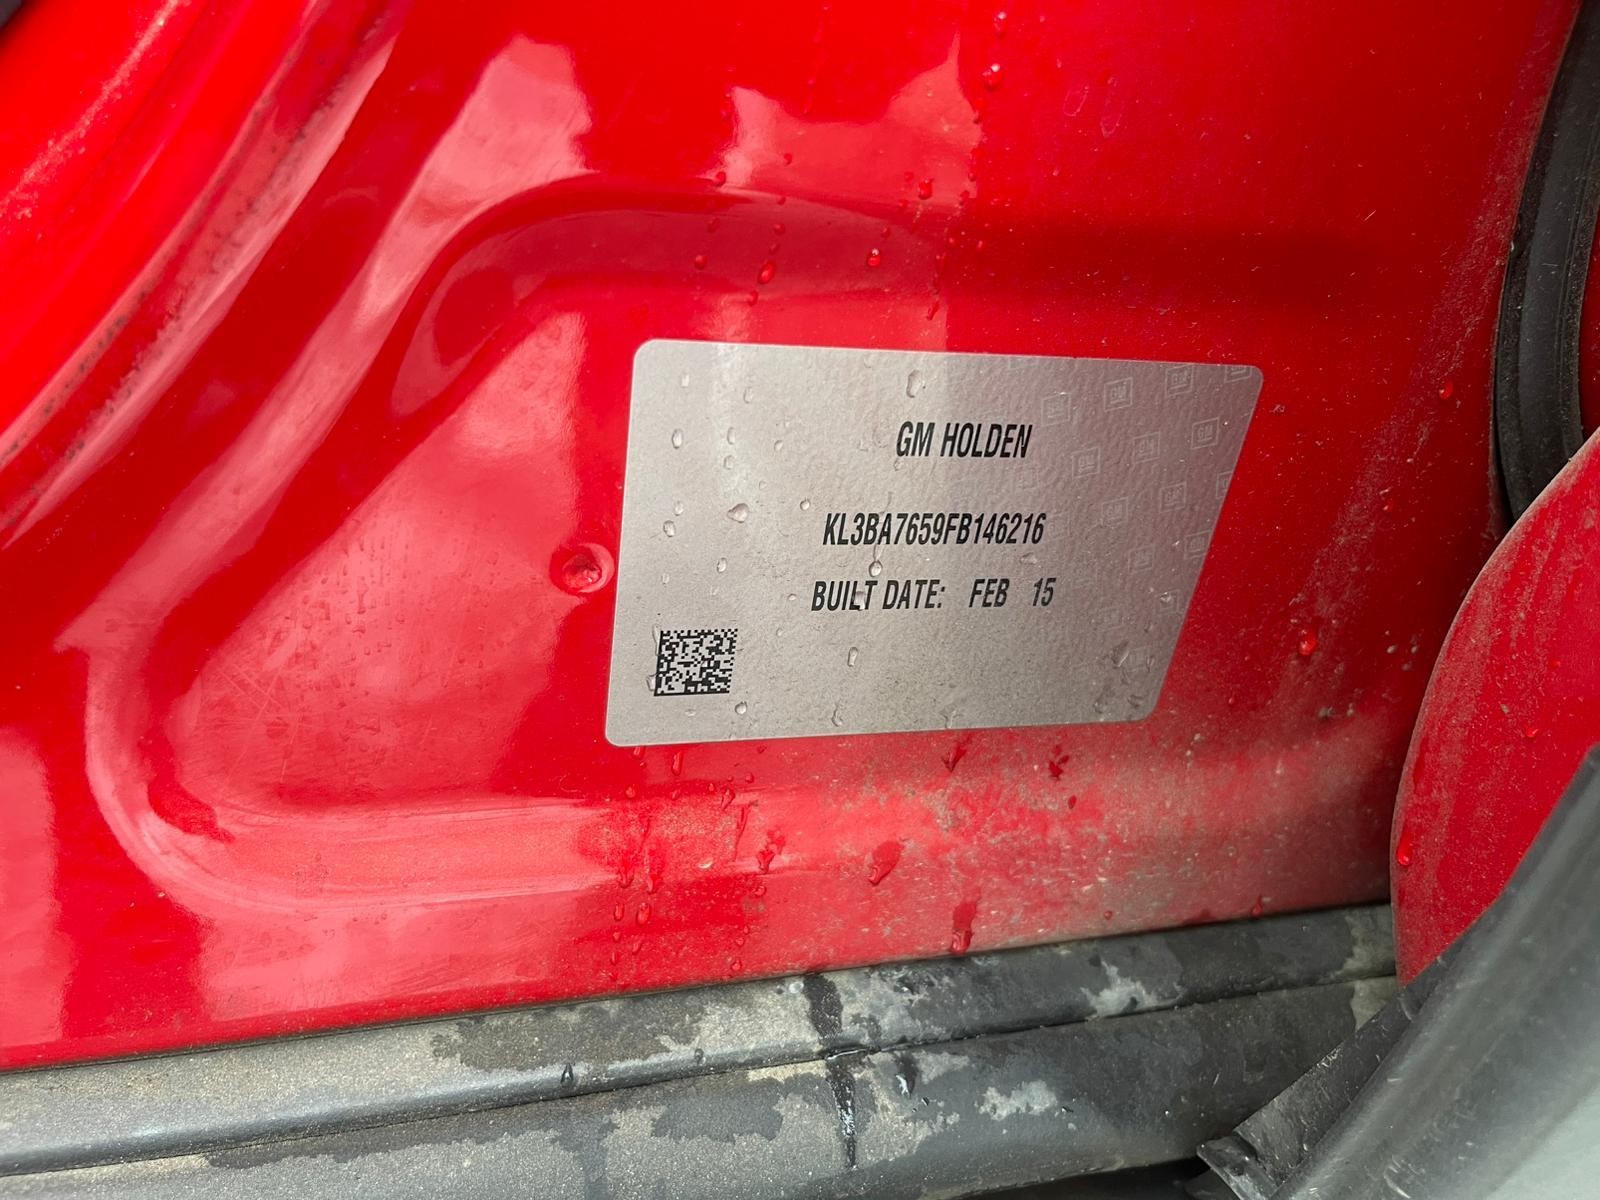 GM HOLDEN
KL3BA7659FB146216
BUILT DATE: FEB 15